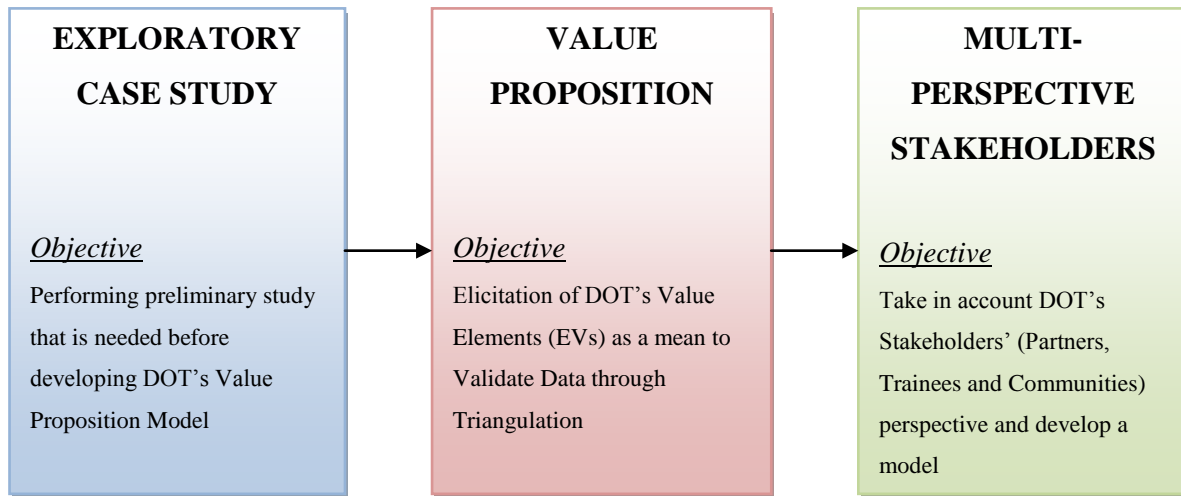 EXPLORATORY
CASE STUDY
Objective
Performing preliminary study
that is needed before
developing DOT’s Value
Proposition Model
VALUE
PROPOSITION
Objective
Elicitation of DOT’s Value
Elements (EVs) as a mean to
Validate Data through
Triangulation
MULTI-
PERSPECTIVE
STAKEHOLDERS
Objective
Take in account DOT’s
Stakeholders’ (Partners,
Trainees and Communities)
perspective and develop a
model